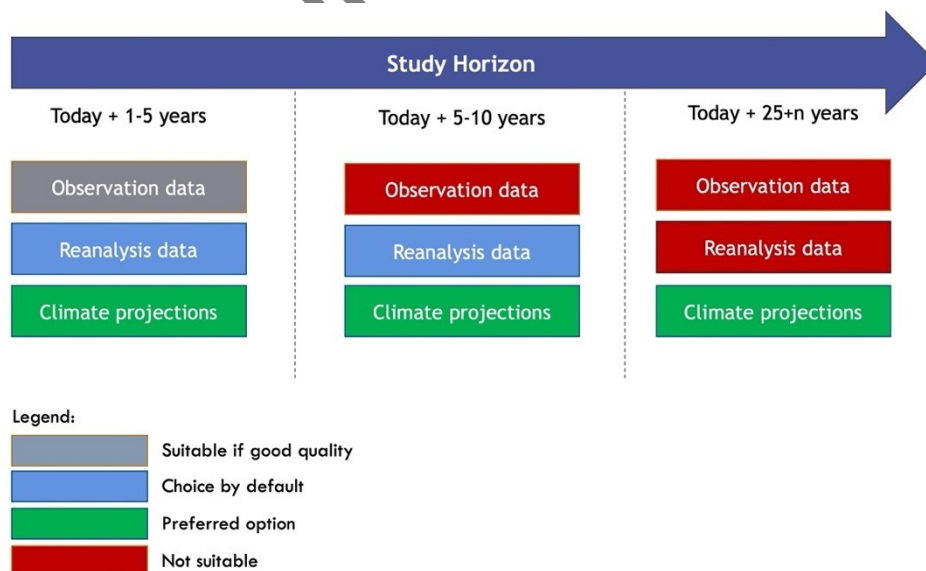 Study Horizon
Today + 1-5 years
Today + 5-10 years
Today + 25+n years
Observation data
Observation data
Observation data
Reanalysis data
Reanalysis data
Reanalysis data
Climate projections
Climate projections
Climate projections
Legend:
Suitable if good quality
Choice by default
Preferred option
Not suitable